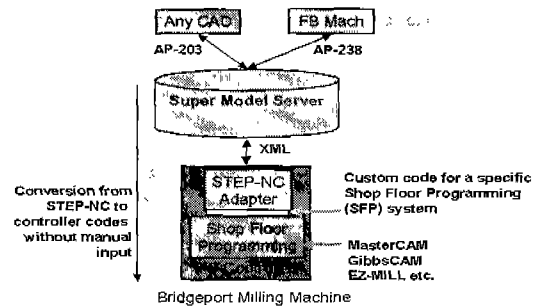 Any CAD
FB Mach
AP-203
AP-238
Super Model Server
XML
STEP-NC
Adapter
Shop Floor
Programming
Conversion from
STEP-NC to
controller codes
without manual
input
Custom code for a specific
Shop Floor Programming
(SFP) system
MasterCAM
GibbsCAM
EZ-MILL etc.
Bridgeport Milling Machine